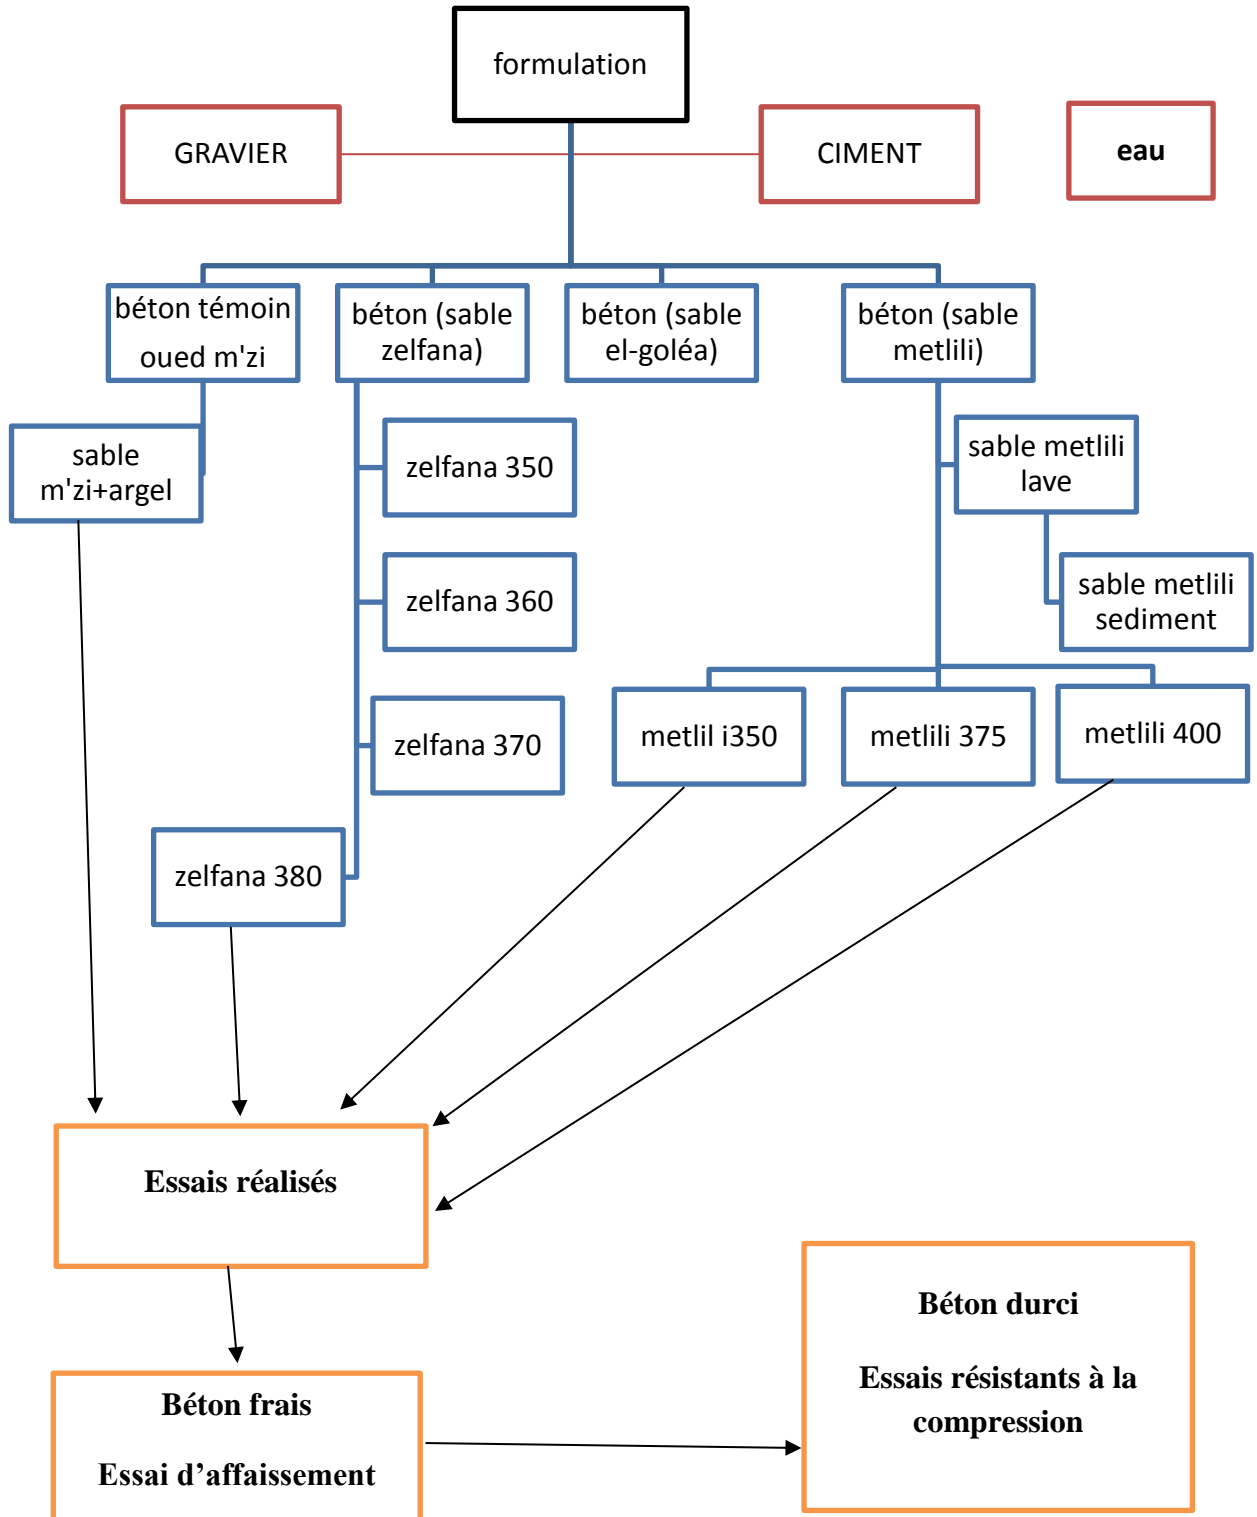 formulation
GRAVIER
CIMENT
eau
béton témoin
oued m'zi
béton (sable
zelfana)
béton (sable
el-goléa)
béton (sable
metlili)
sable
m'zi+argel
zelfana 350
sable metlili
lave
zelfana 360
sable metlili
sediment
zelfana 370
metlil i350
metlili 375
metlili 400
zelfana 380
Essais réalisés
Béton durci
Essais résistants à la
compression
Béton frais
Essai d’affaissement